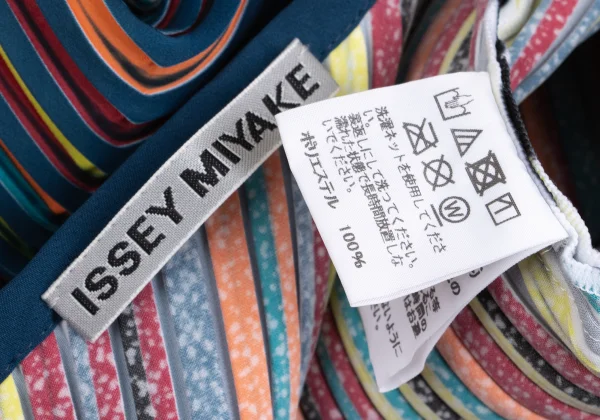 ISSEY MIYAKE
洗濯ネットを使用してくださ
い。
裏返しにして洗ってください。
濡れた状態で長時間放置しな
いでください。
ポリエステル 100%
W